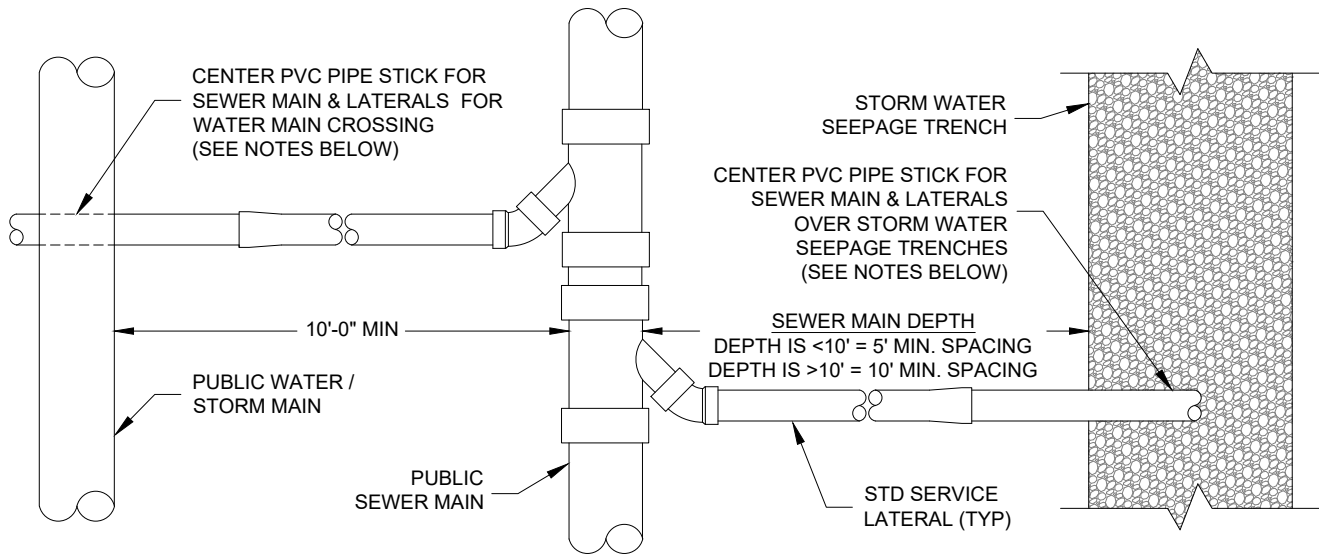 CENTER PVC PIPE STICK FOR
SEWER MAIN & LATERALS FOR
WATER MAIN CROSSING
(SEE NOTES BELOW)
STORM WATER
SEEPAGE TRENCH
CENTER PVC PIPE STICK FOR
SEWER MAIN & LATERALS
OVER STORM WATER
SEEPAGE TRENCHES
(SEE NOTES BELOW)
10'-0" MIN
SEWER MAIN DEPTH
DEPTH IS <10' = 5' MIN. SPACING
DEPTH IS >10' = 10' MIN. SPACING
PUBLIC WATER /
STORM MAIN
PUBLIC
SEWER MAIN
STD SERVICE
LATERAL (TYP)